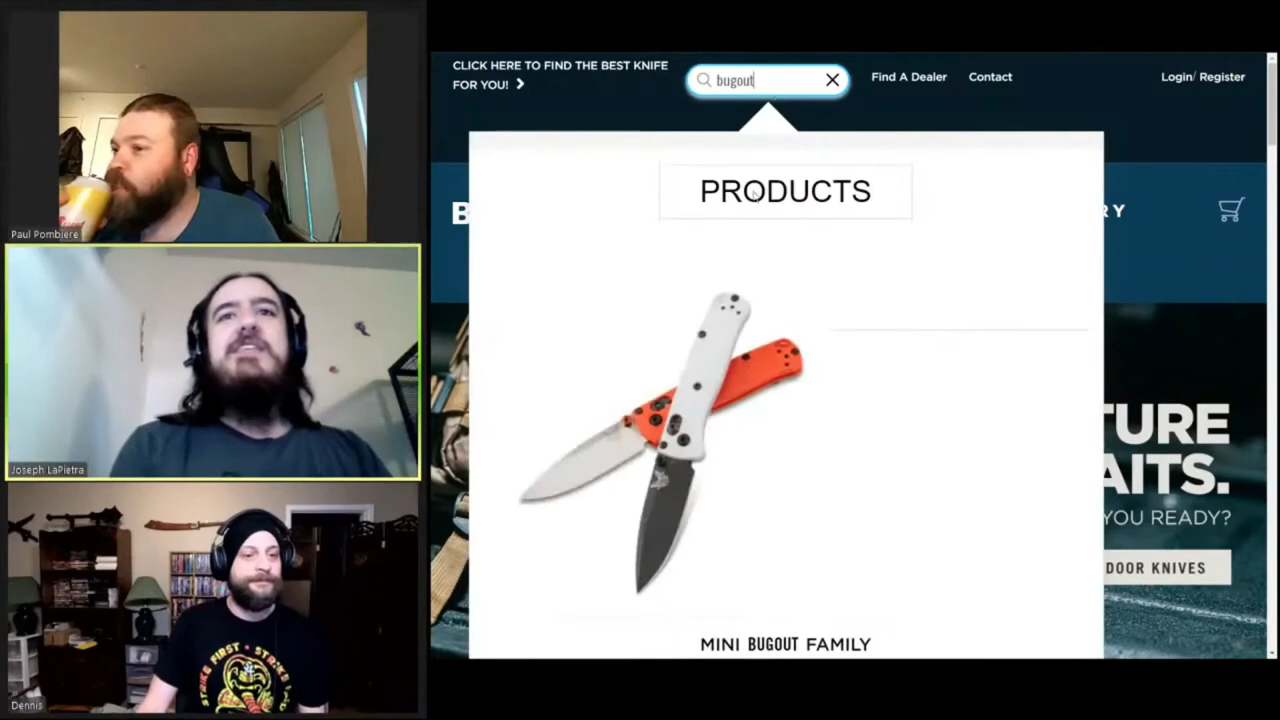 Paul Pombiere
Joseph LaPietra
STRIKE FIRST • STRIKE
Dennis
CLICK HERE TO FIND THE BEST KNIFE
FOR YOU!
bugout
Find A Dealer
Contact
Login/ Register
PRODUCTS
B
RY
TURE
AITS.
YOU READY?
DOOR KNIVES
MINI BUGOUT FAMILY